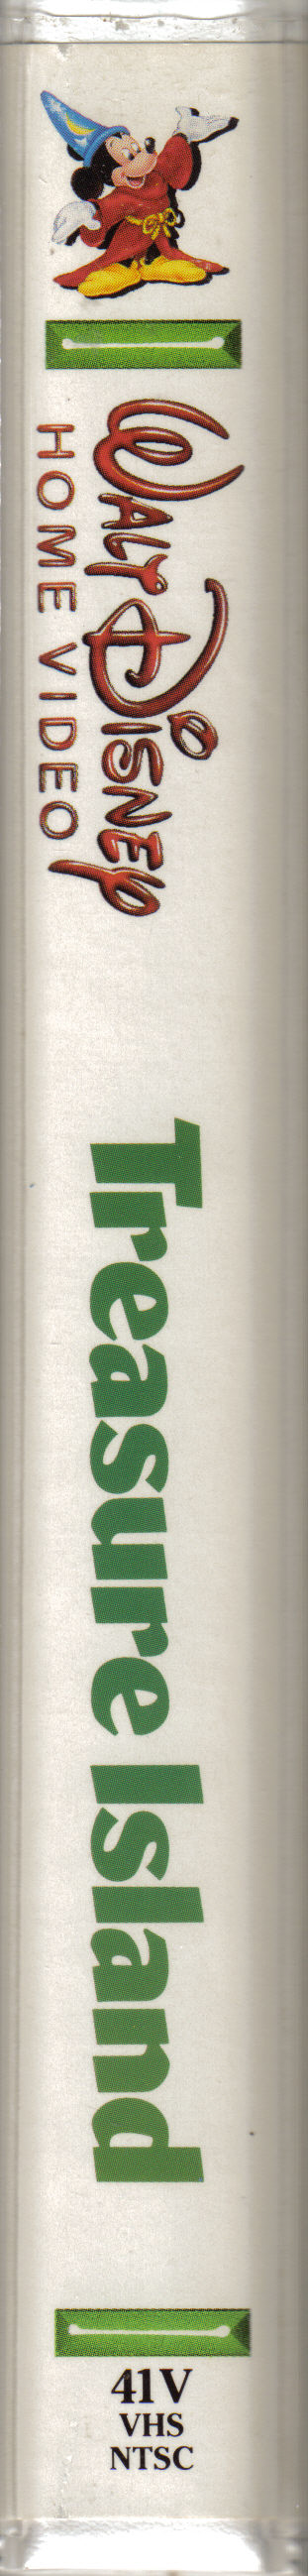 Walt Disney
HOME VIDEO
Treasure Island
41V
VHS
NTSC